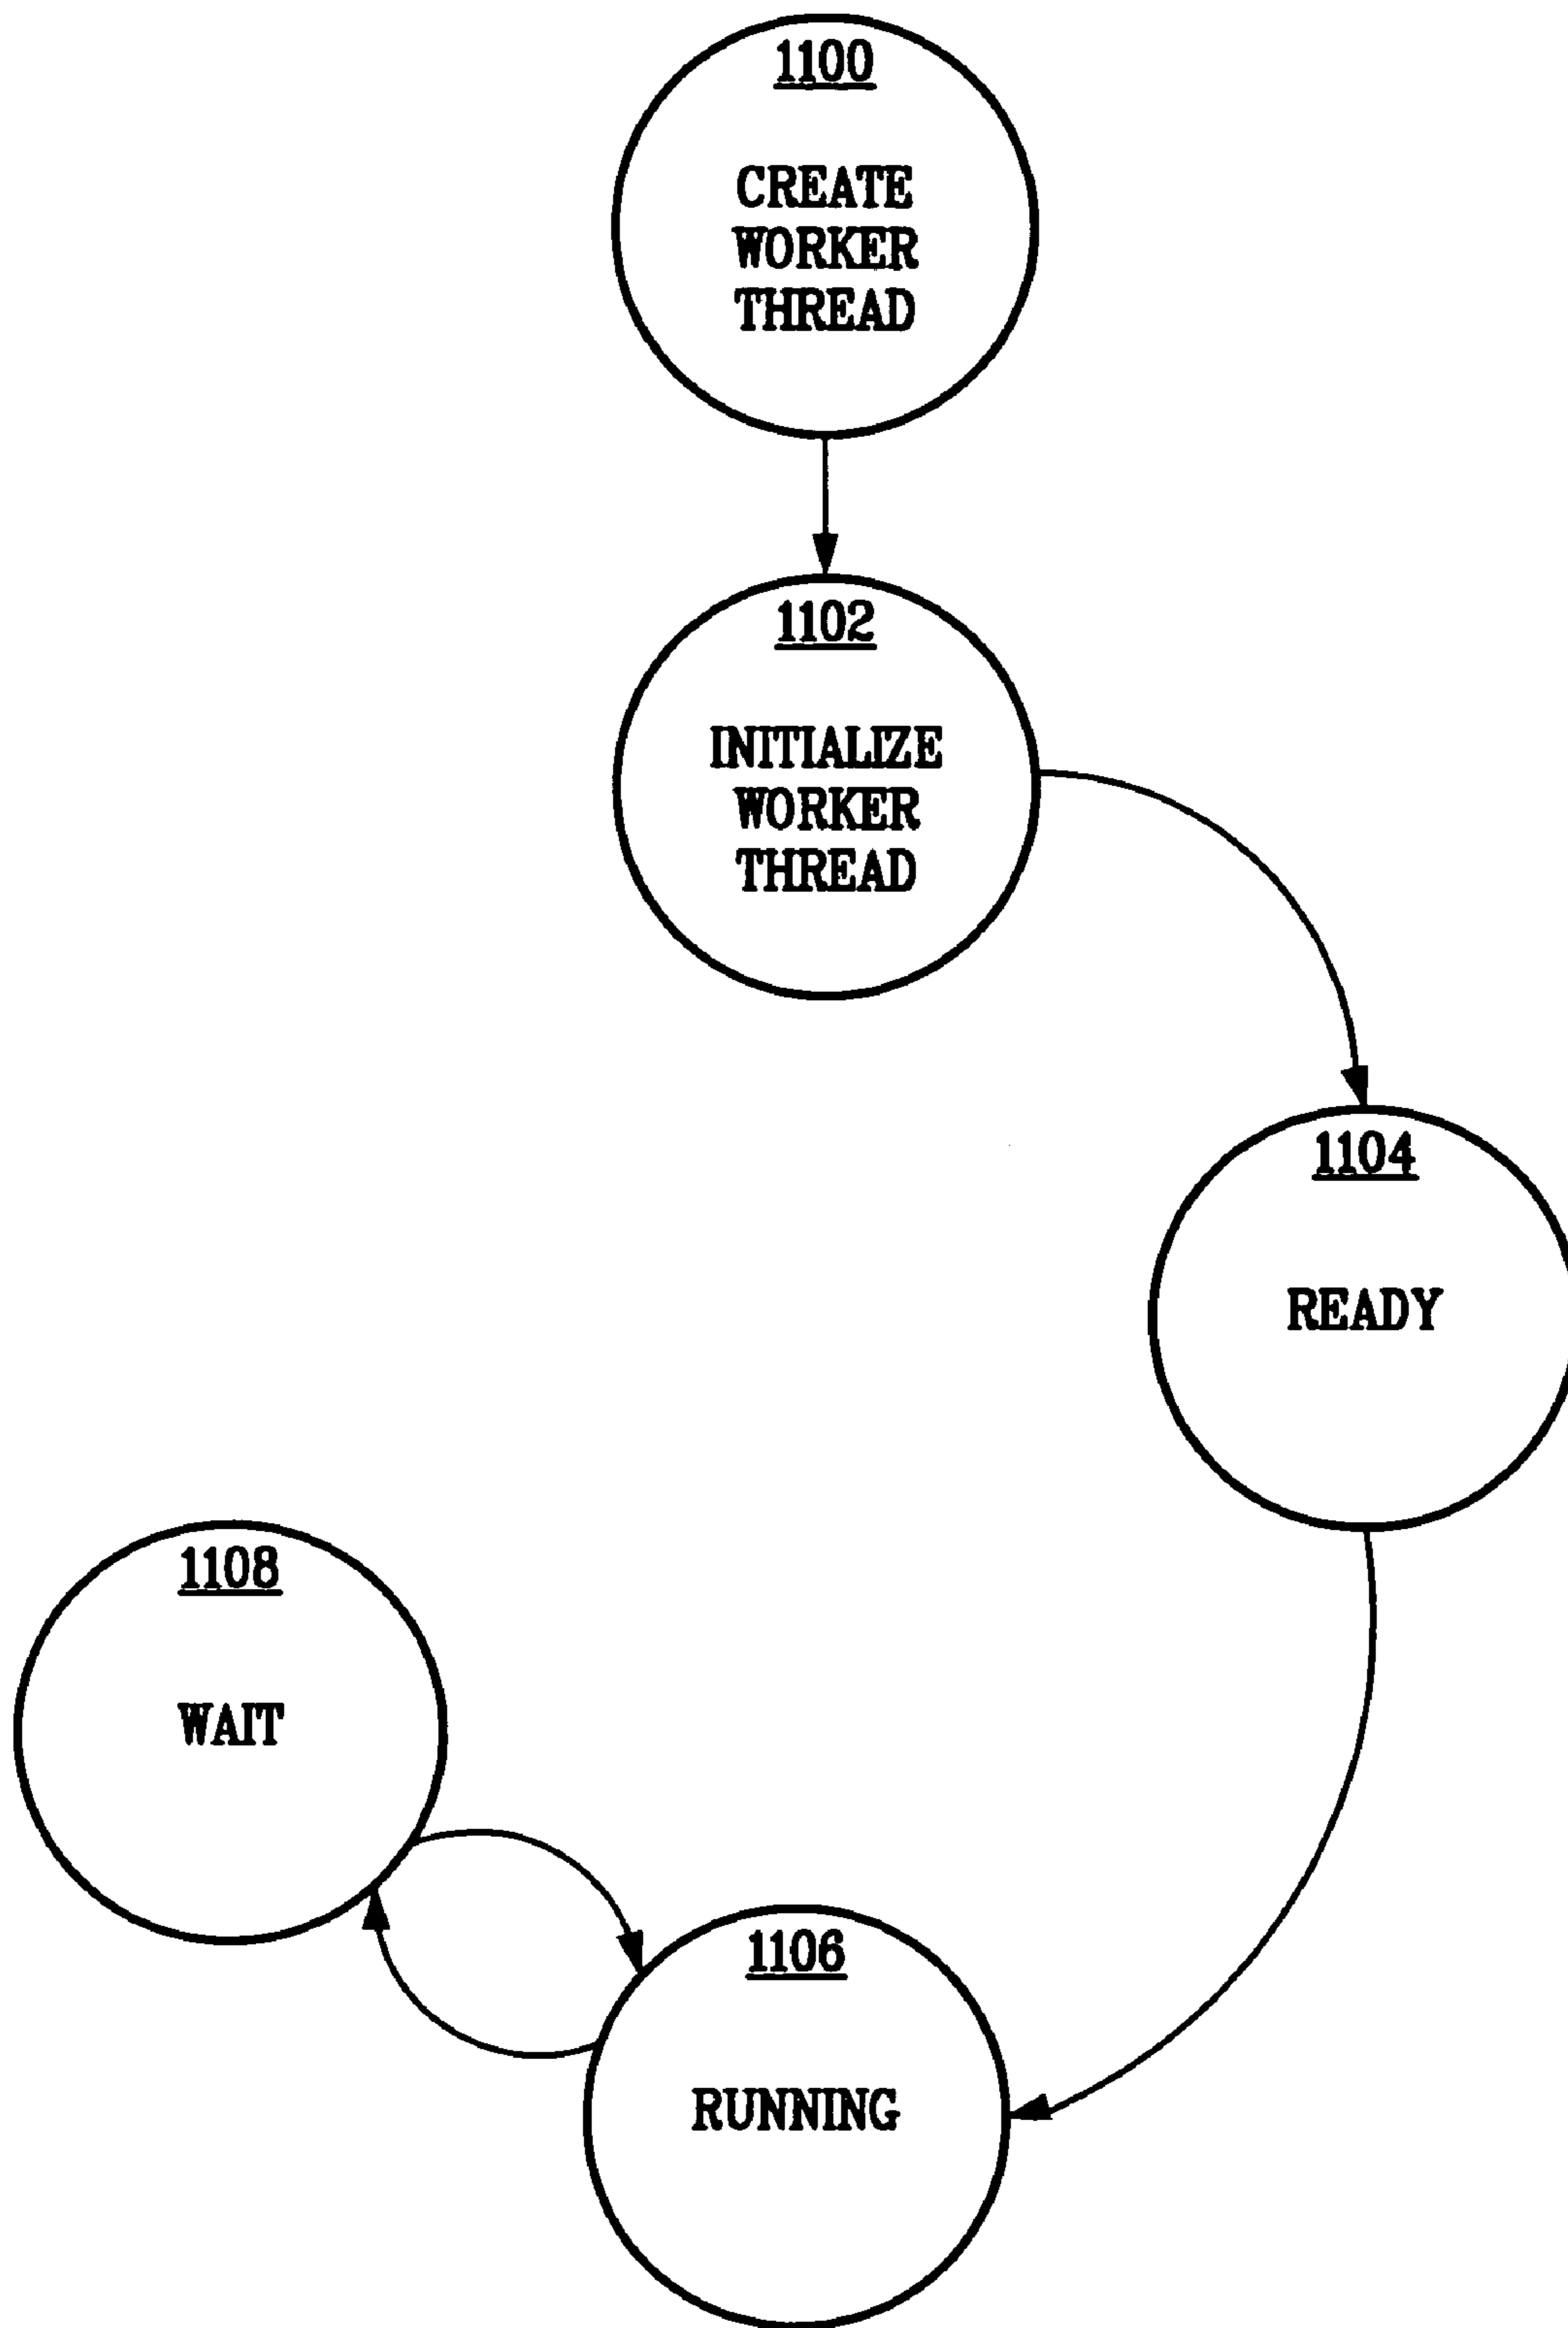 1100
CREATE
WORKER
THREAD
1102
INITIALIZE
WORKER
THREAD
1104
READY
1108
WAIT
1106
RUNNING